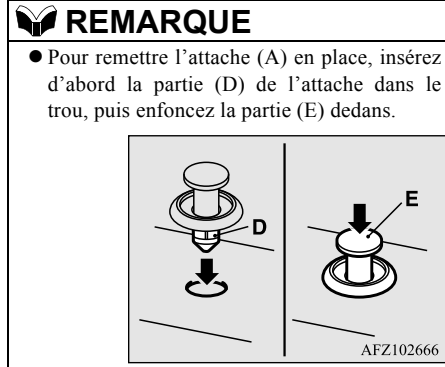 REMARQUE
● Pour remettre l’attache (A) en place, insérez
d’abord la partie (D) de l’attache dans le
trou, puis enfoncez la partie (E) dedans.
D
E
AFZ102666